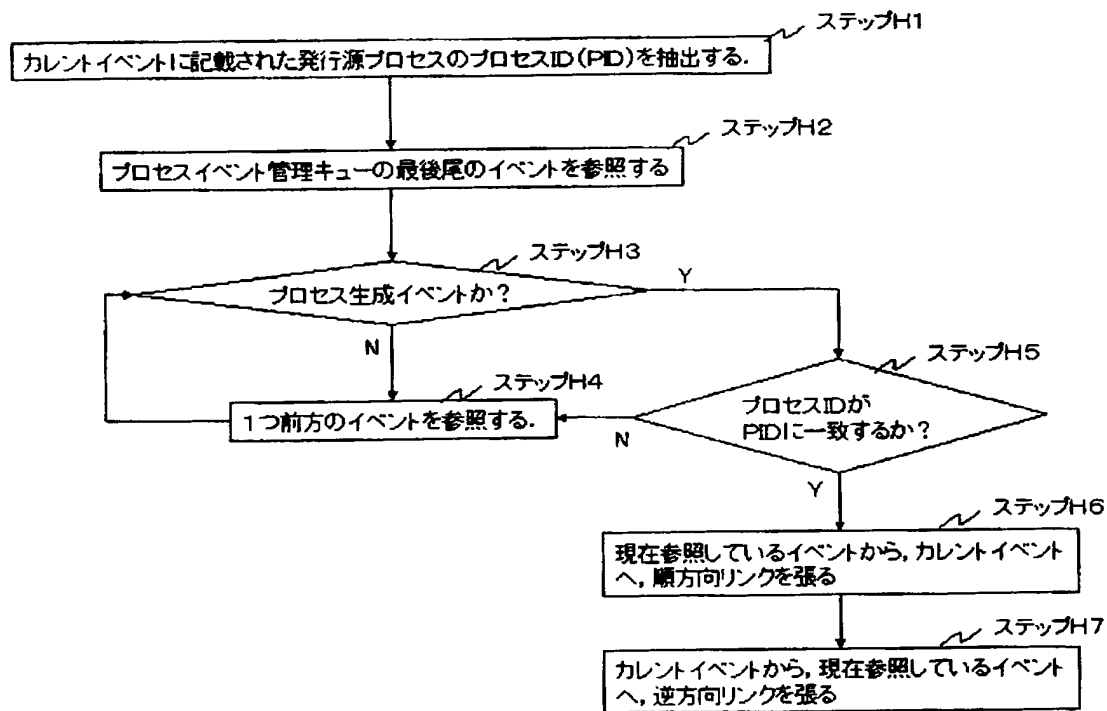 ステップH1
カレントイベントに記載された発行源プロセスのプロセスID(PID)を抽出する.
ステップH2
プロセスイベント管理キューの最後尾のイベントを参照する
ステップH3
プロセス生成イベントか?
Y
N
ステップH4
1つ前方のイベントを参照する.
ステップH5
プロセスIDが
PIDに一致するか?
N
Y
ステップH6
現在参照しているイベントから,カレントイベント
へ,順方向リンクを張る
ステップH7
カレントイベントから,現在参照しているイベント
へ,逆方向リンクを張る